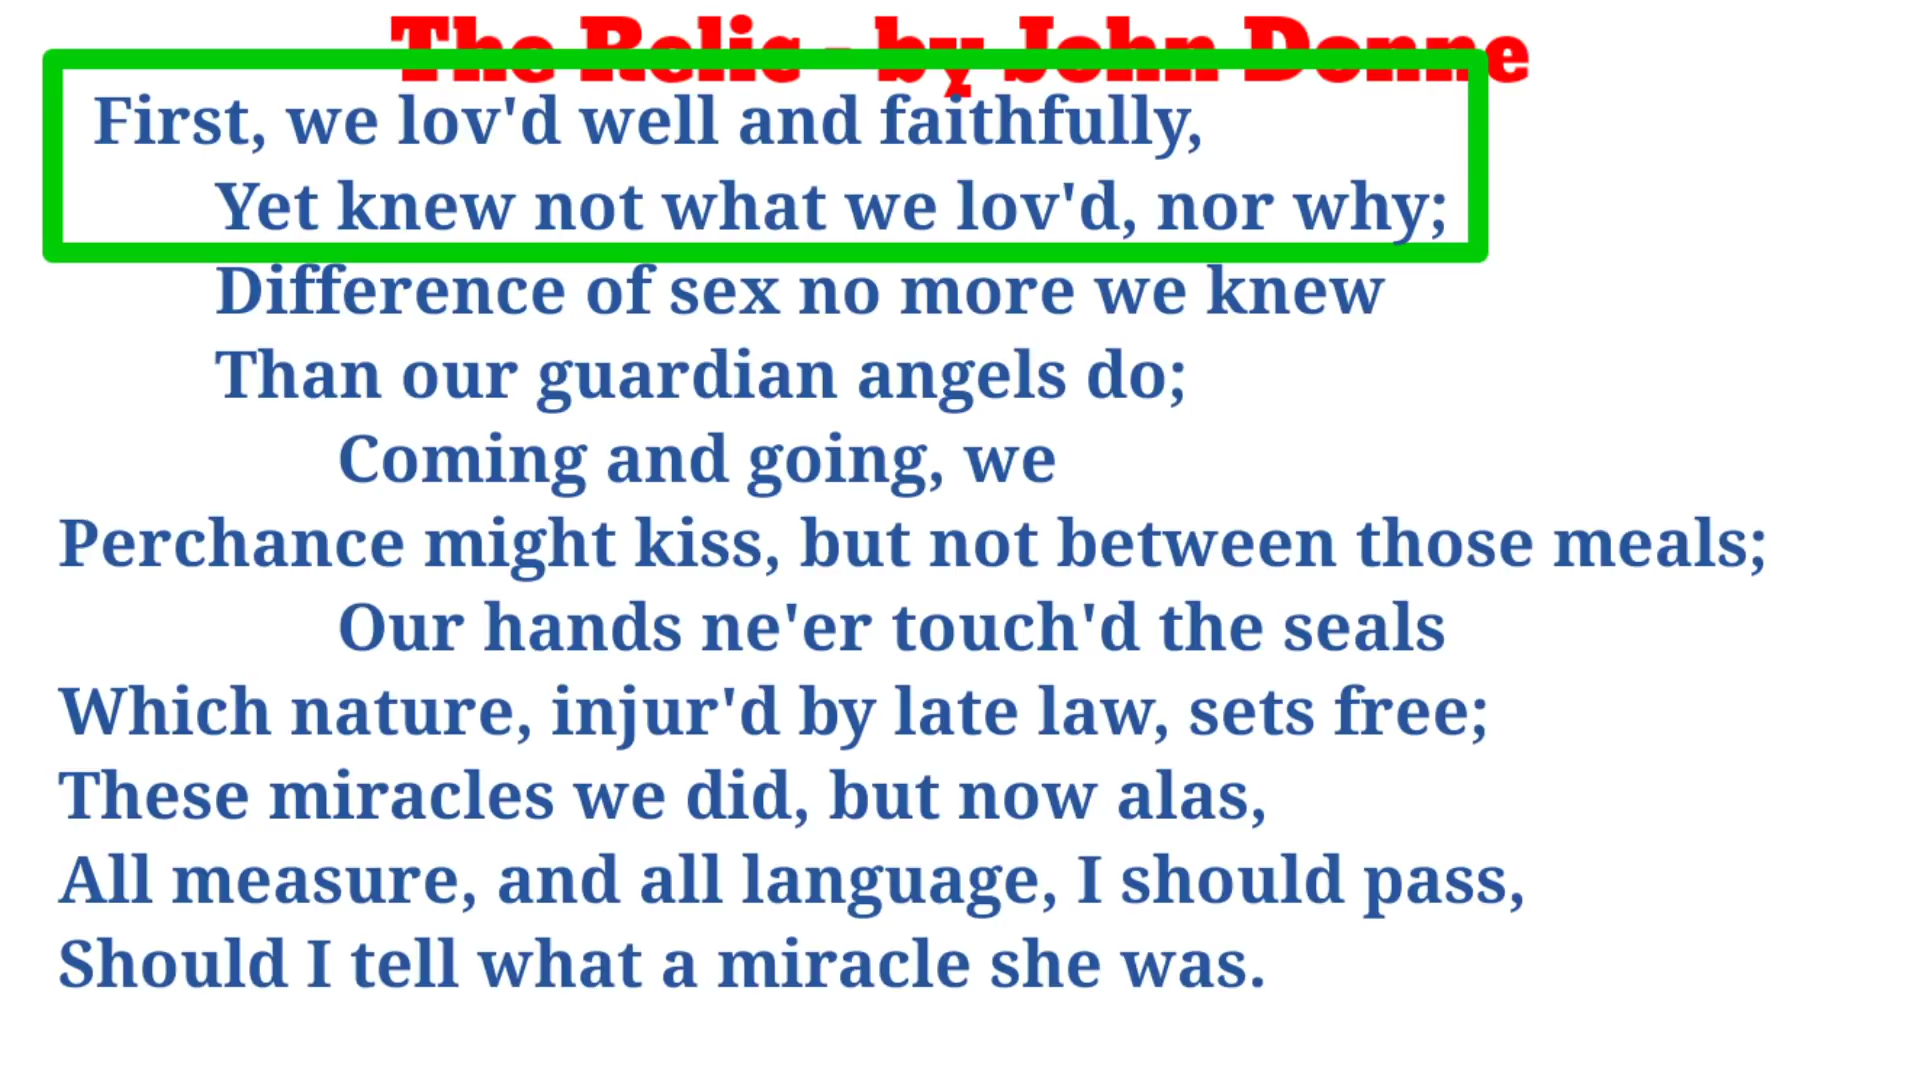 The Relic - by John Donne
First, we lov'd well and faithfully,
Yet knew not what we lov'd, nor why;
Difference of sex no more we knew
Than our guardian angels do;
Coming and going, we
Perchance might kiss, but not between those meals;
Our hands ne'er touch'd the seals
Which nature, injur'd by late law, sets free;
These miracles we did, but now alas,
All measure, and all language, I should pass,
Should I tell what a miracle she was.